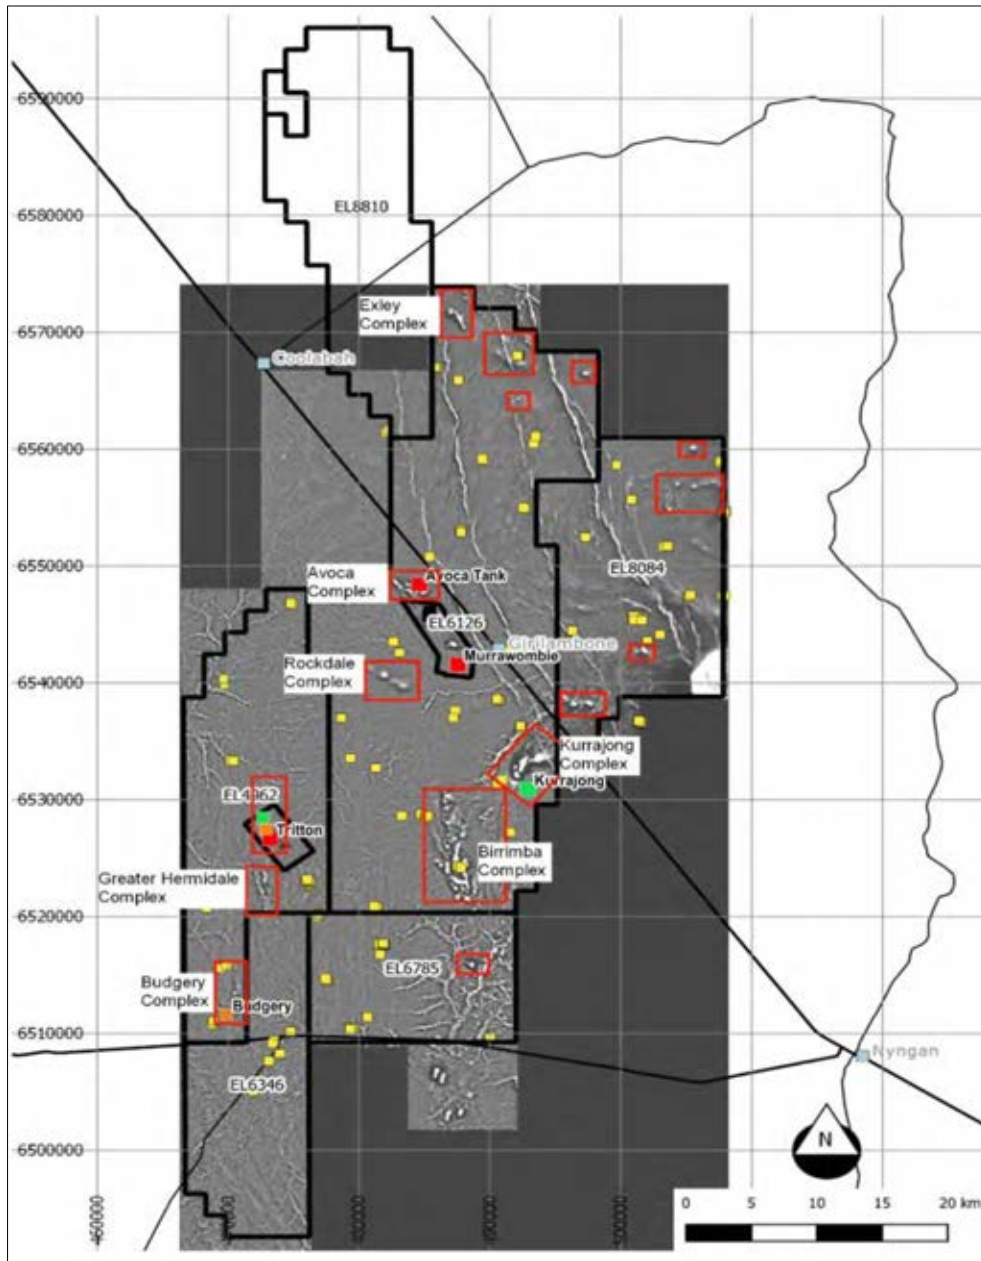 6590000
EL8810
6580000
Exley
Complex
6570000
Coolabah
6560000
EL8084
6550000
Avoca
Complex
Avoca Tank
EL6126
Girilambone
Murrawombie
Rockdale
Complex
6540000
Kurrajong
Complex
Kurrajong
6530000
EL4962
Tritton
Birrimba
Complex
Greater Hermidale
Complex
6520000
EL6785
Budgery
Complex
Budgery
6510000
Nyngan
EL6346
6500000
N
460000
0 5 10 15 20 km